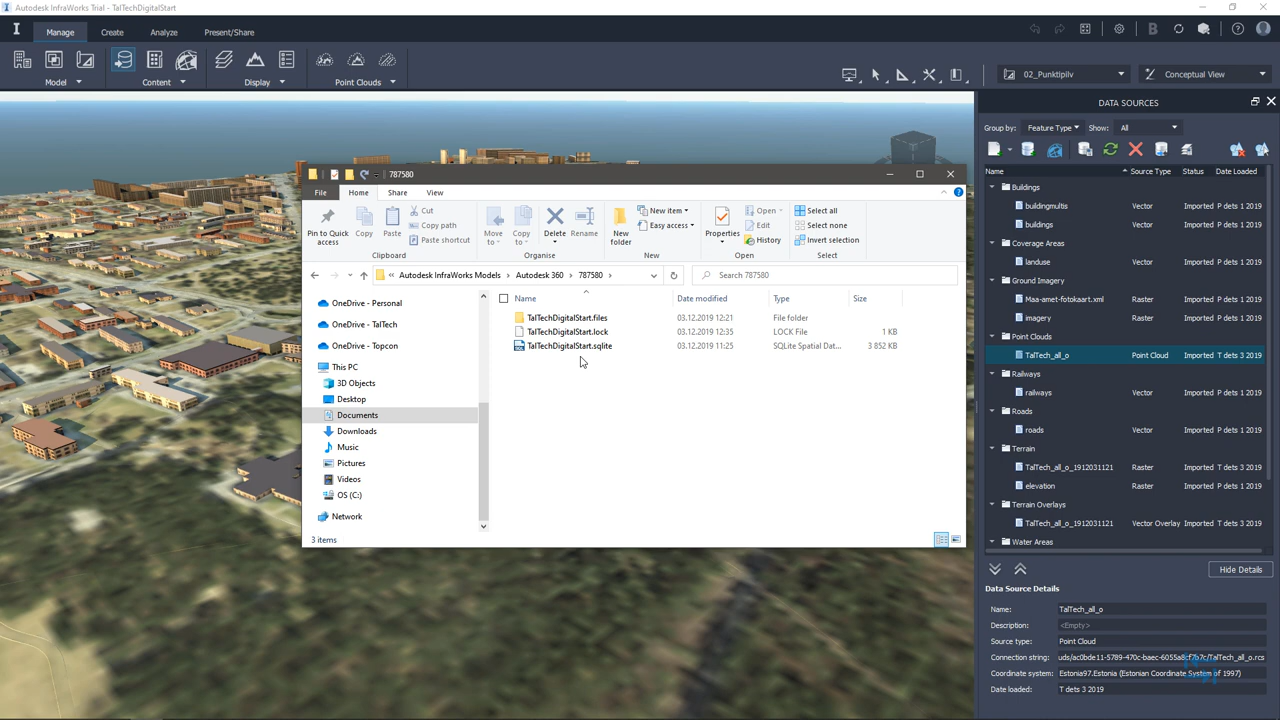 Autodesk InfraWorks Trial - TalTechDigitalStart
Manage Create Analyze Present/Share
Model Content Display Point Clouds
02_Punktipilv Conceptual View
DATA SOURCES
Group by: Feature Type Show: All
Name Source Type Status Date Loaded
Buildings
buildingmultis Vector Imported P dets 1 2019
buildings Vector Imported P dets 1 2019
Coverage Areas
landuse Vector Imported P dets 1 2019
Ground Imagery
Maa-amet-fotokaart.xml Raster Imported P dets 1 2019
imagery Raster Imported P dets 1 2019
Point Clouds
TalTech_all_o Point Cloud Imported T dets 3 2019
Railways
railways Vector Imported P dets 1 2019
Roads
roads Vector Imported P dets 1 2019
Terrain
TalTech_all_o_1912031121 Raster Imported T dets 3 2019
elevation Raster Imported P dets 1 2019
Terrain Overlays
TalTech_all_o_1912031121 Vector Overlay Imported T dets 3 2019
Water Areas
Hide Details
Data Source Details
Name: TalTech_all_o
Description: <Empty>
Source type: Point Cloud
Connection string: uds/ac0bde11-5789-470c-baec-6055a8cf7b7c/TalTech_all_o.rcs
Coordinate system: Estonia97.Estonia (Estonian Coordinate System of 1997)
Date loaded: T dets 3 2019
787580
File Home Share View
Pin to Quick access
Copy
Paste
Cut
Copy path
Paste shortcut
Clipboard
Move to
Copy to
Delete
Rename
Organise
New folder
New item
Easy access
New
Properties
Open
Edit
History
Open
Select all
Select none
Invert selection
Select
« Autodesk InfraWorks Models > Autodesk 360 > 787580 >
Search 787580
OneDrive - Personal
OneDrive - TalTech
OneDrive - Topcon
This PC
3D Objects
Desktop
Documents
Downloads
Music
Pictures
Videos
OS (C:)
Network
Name Date modified Type Size
TalTechDigitalStart.files 03.12.2019 12:21 File folder
TalTechDigitalStart.lock 03.12.2019 12:35 LOCK File 1 KB
TalTechDigitalStart.sqlite 03.12.2019 11:25 SQLite Spatial Dat... 3 852 KB
3 items